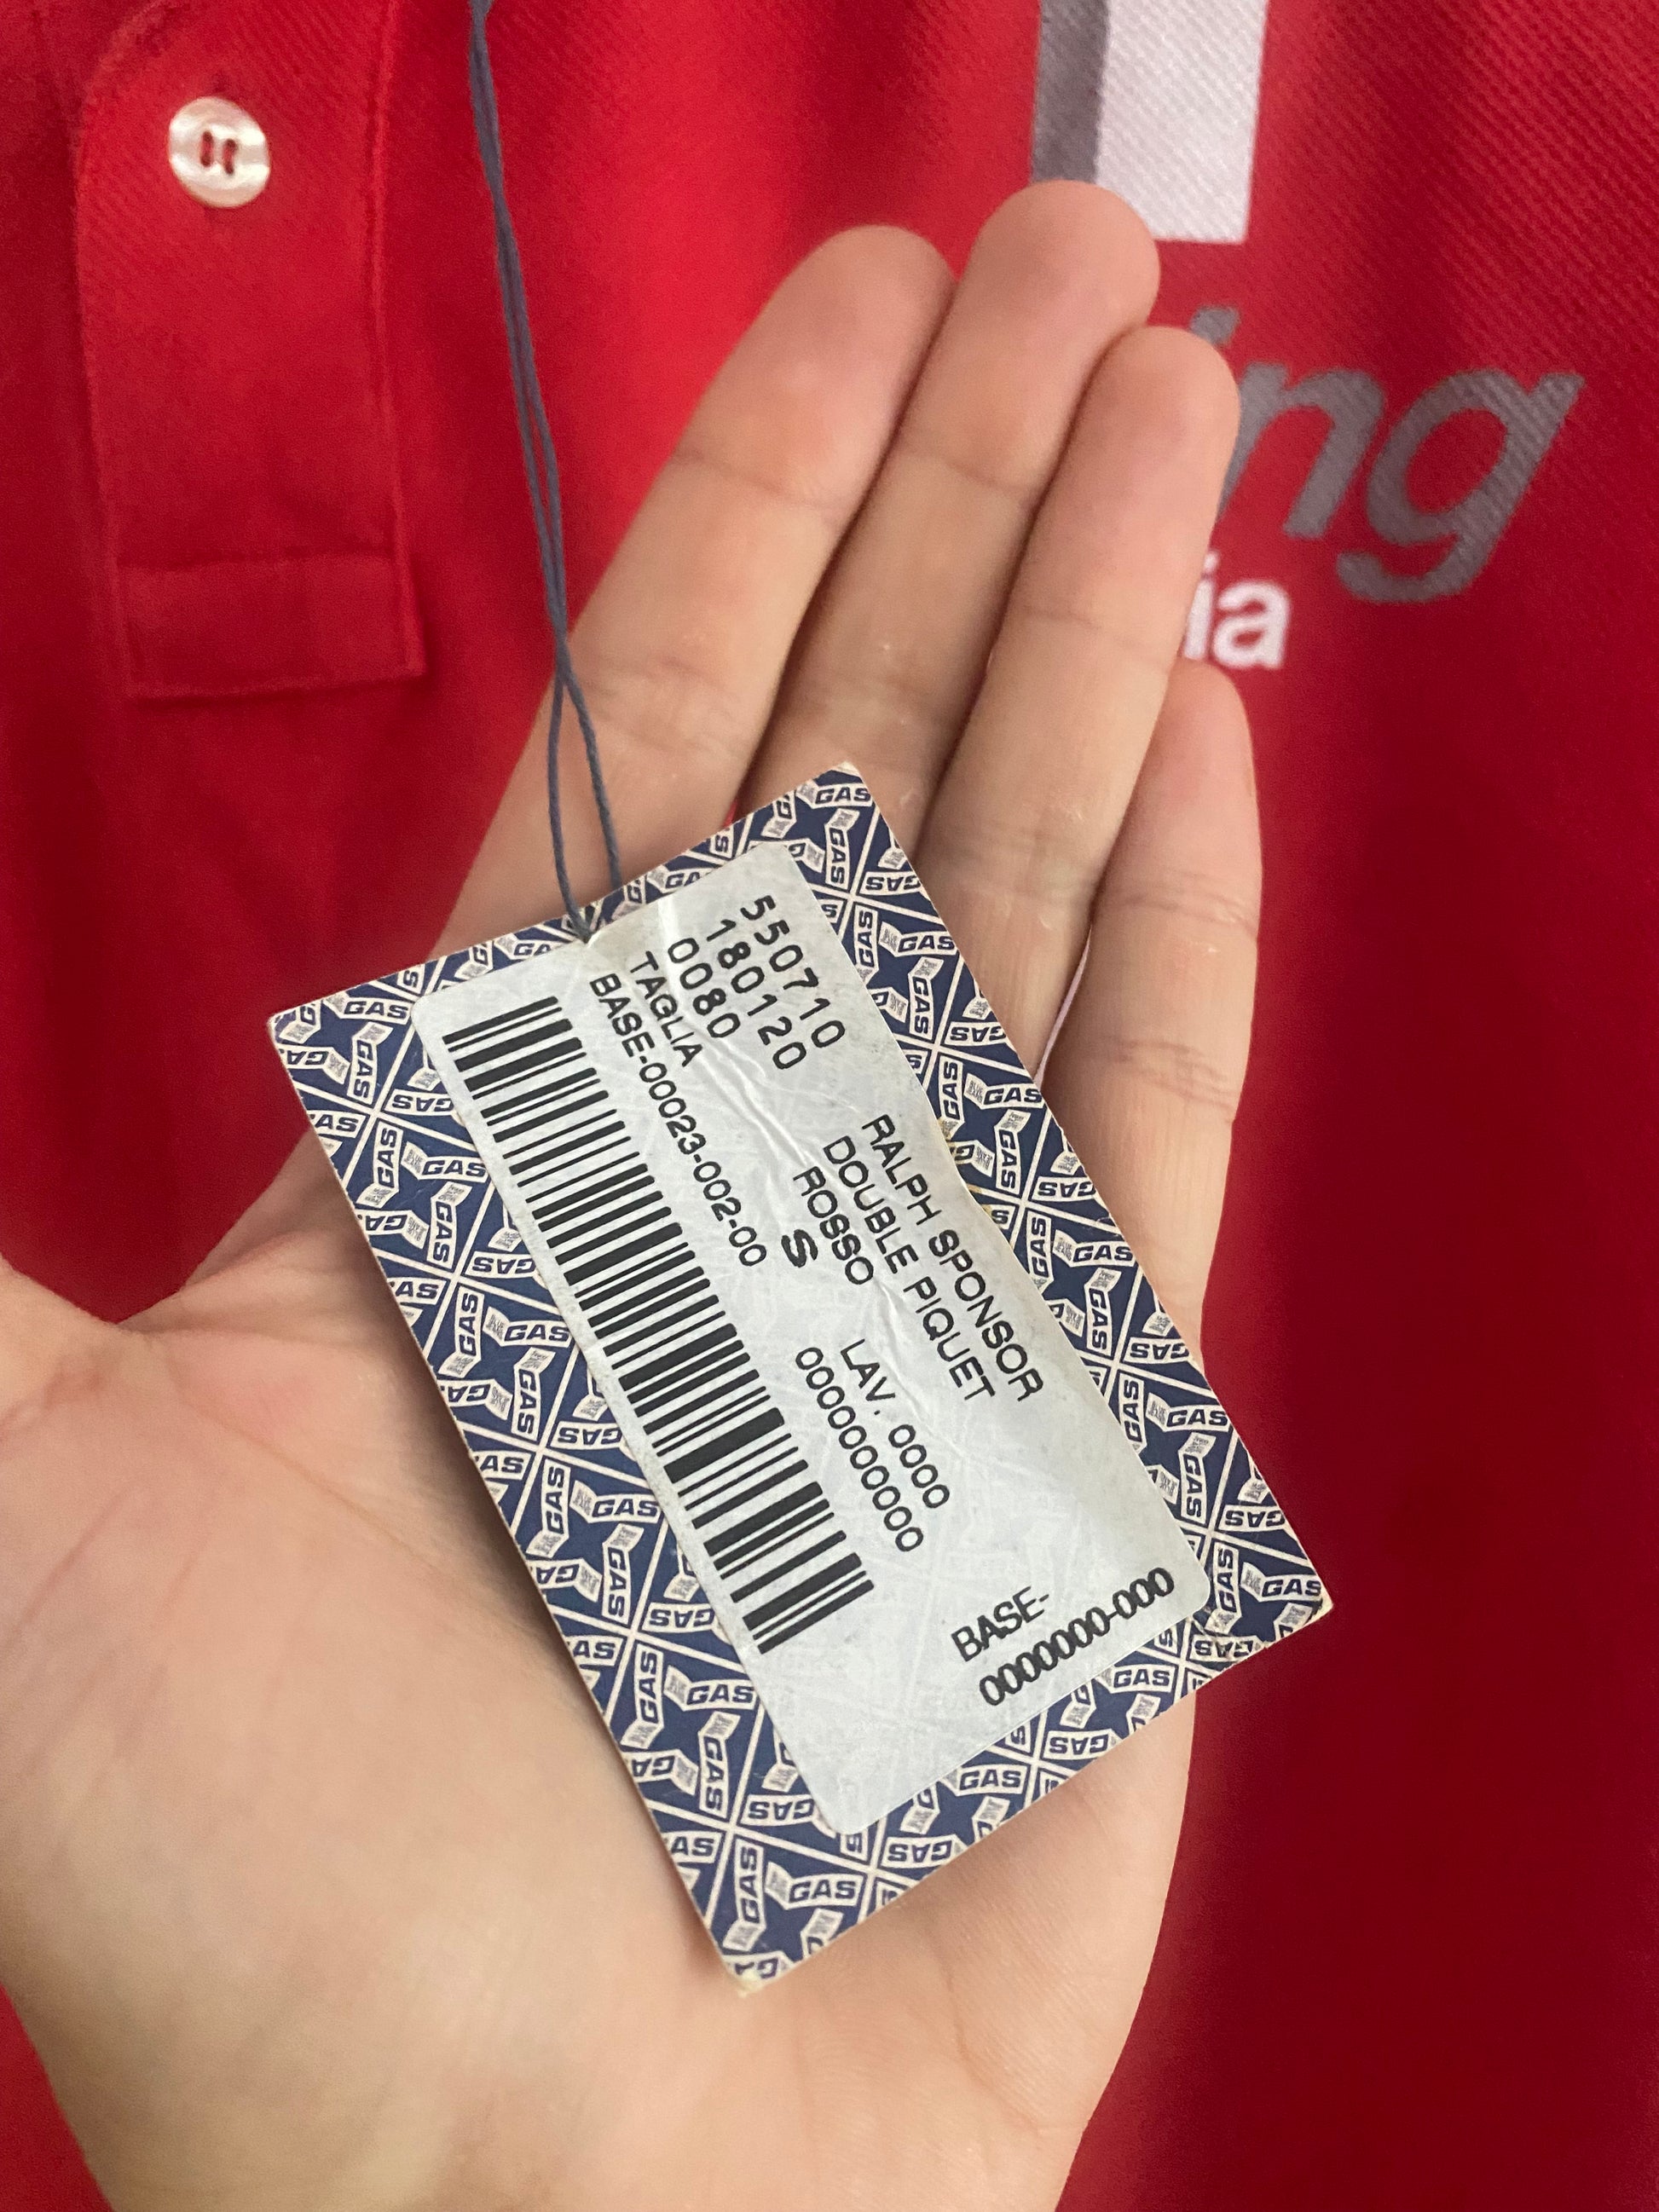 ing
ia
550710 RALPH SPONSOR
180120 DOUBLE PIQUET
0080 ROSSO LAV. 0000
TAGLIA S 0000000000
BASE-00023-002-00
BASE-
0000000-000
GAS